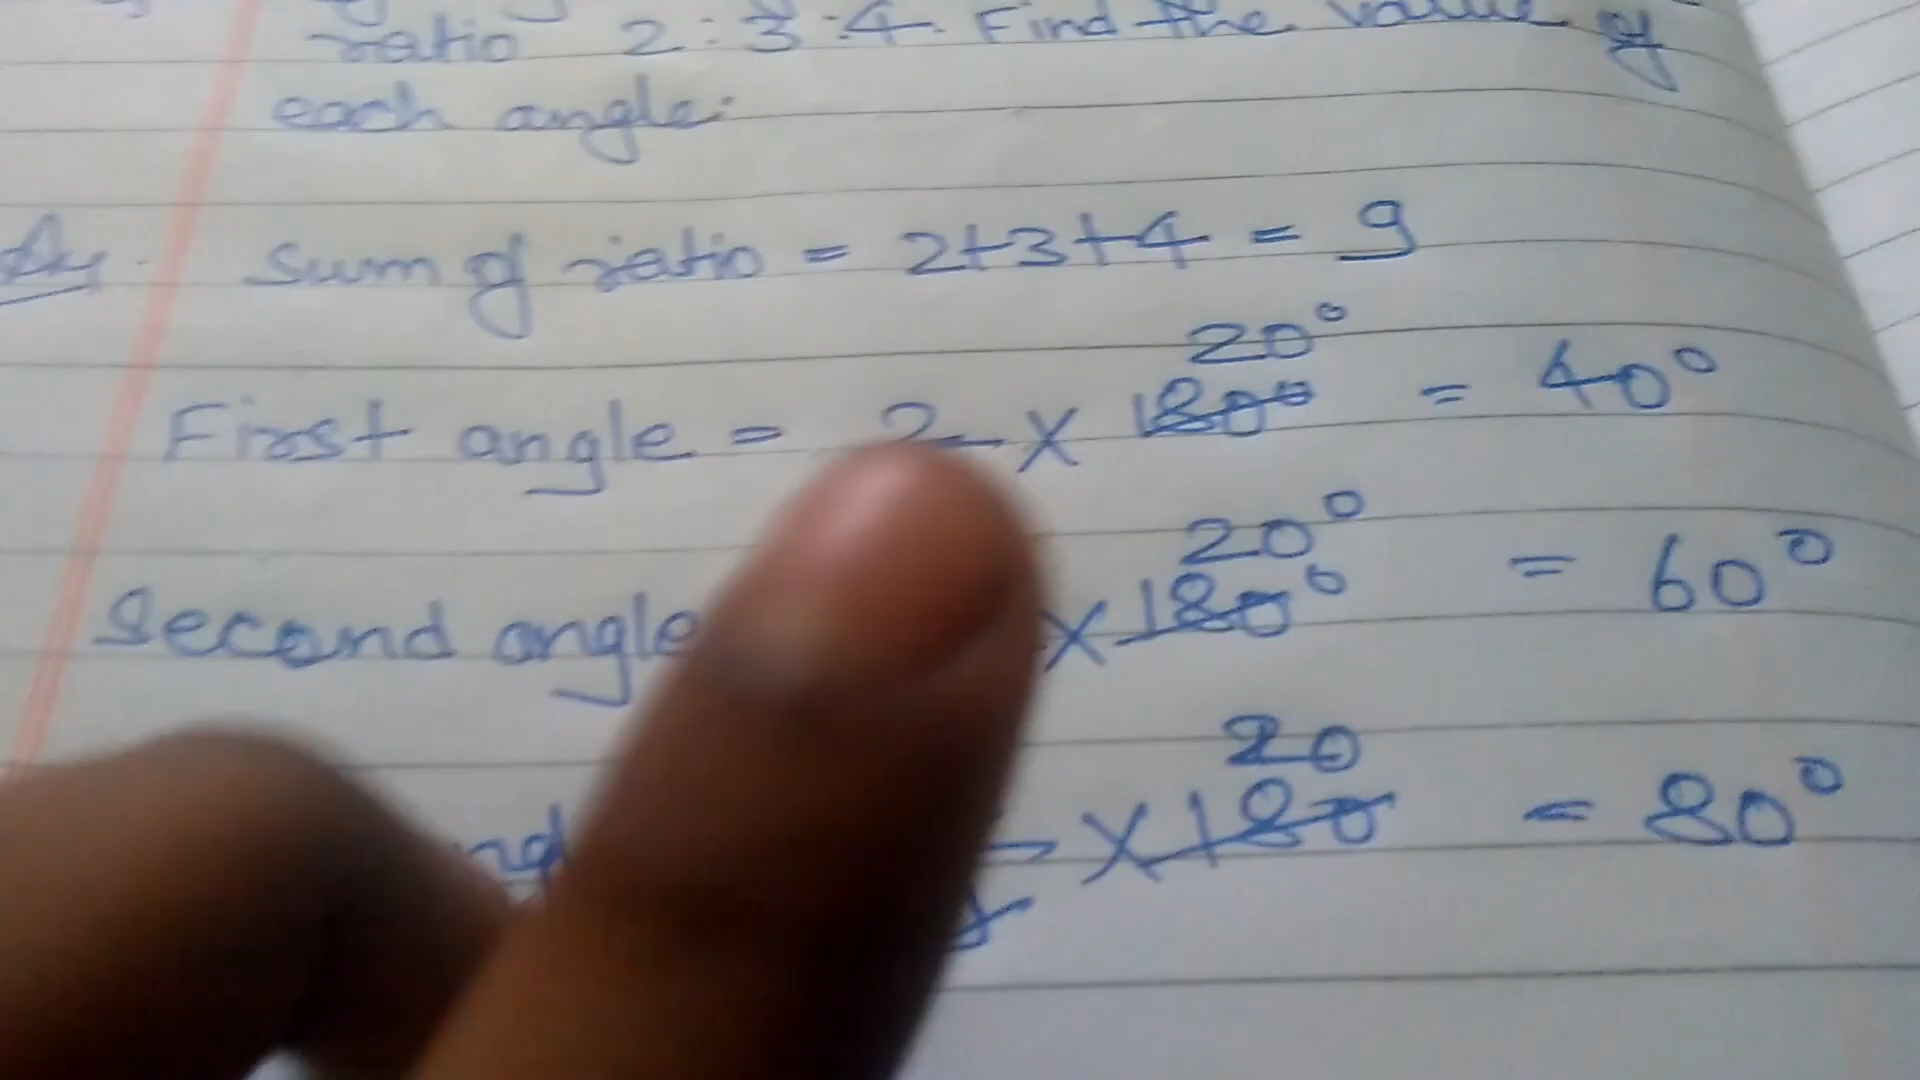 ratio 2:3:4. Find the value of
each angle.
Sum of ratio = 2+3+4 = 9
20°
First angle = 2 × 180° = 40°
20°
Second angle × 180° = 60°
20
× 180 = 80°